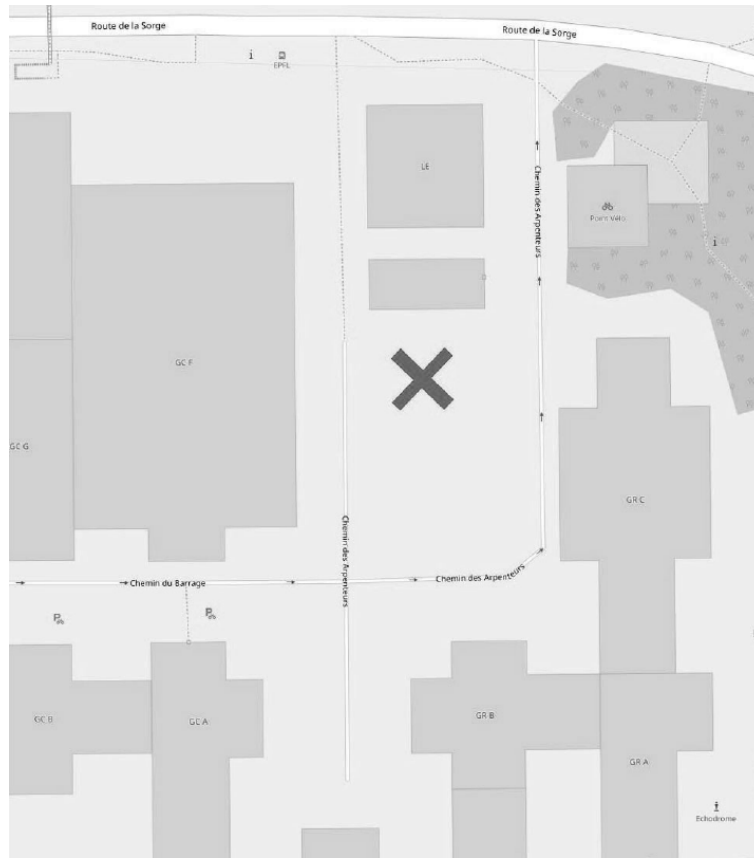 Route de la Sorge
Route de la Sorge
EPFL
LE
Chemin des Arpenteurs
Point Vélo
GC F
GC G
GR C
Chemin des Arpenteurs
Chemin du Barrage
Chemin des Arpenteurs
P
P
GC B
GC A
GR B
GR A
Echodrome